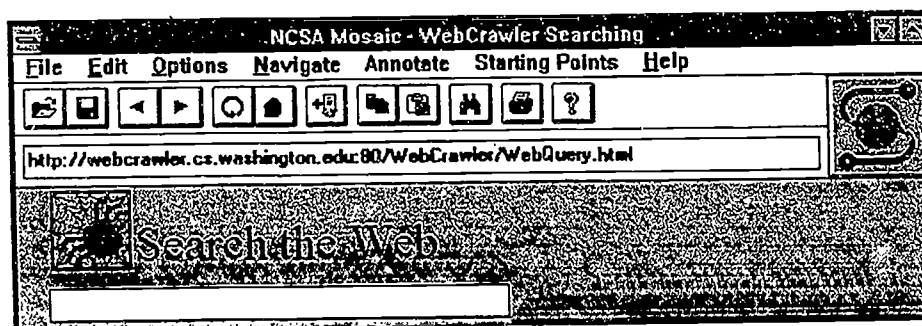 NCSA Mosaic - WebCrawler Searching
File Edit Options Navigate Annotate Starting Points Help
http://webcrawler.cs.washington.edu:80/WebCrawler/WebQuery.html
Search the Web